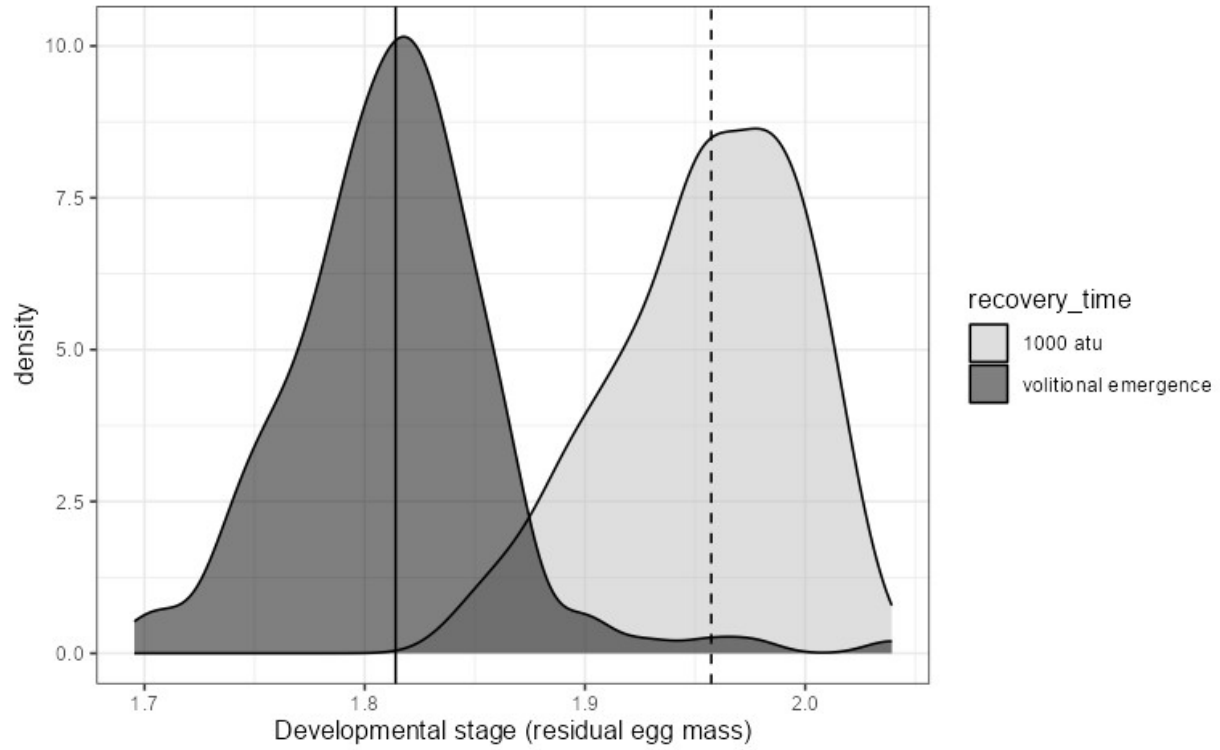 10.0
7.5
5.0
2.5
0.0
density
1.7 1.8 1.9 2.0
Developmental stage (residual egg mass)
recovery_time
1000 atu
volitional emergence